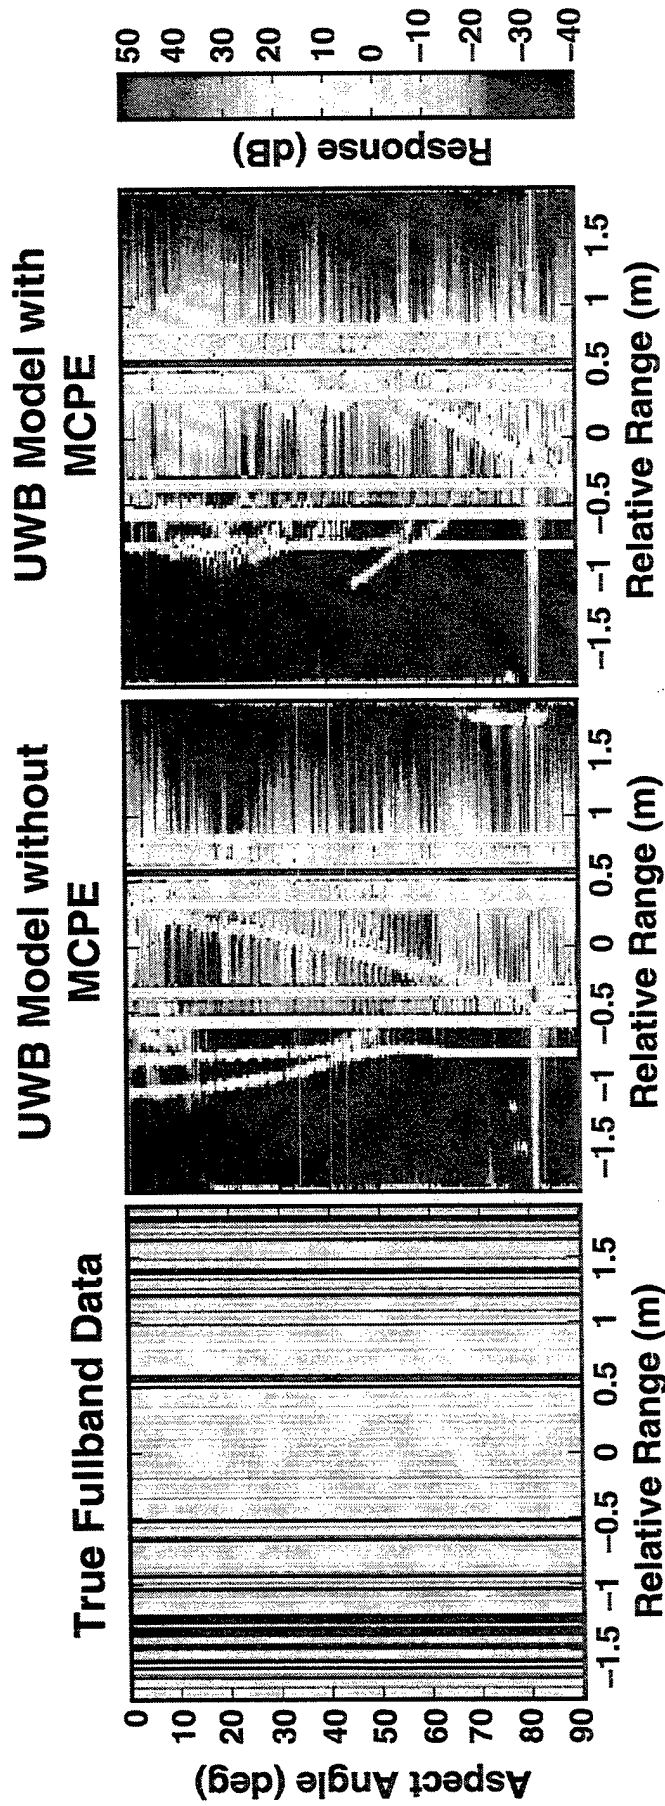 True Fullband Data
UWB Model without
MCPE
UWB Model with
MCPE
Aspect Angle (deg)
0
10
20
30
40
50
60
70
80
90
−1.5 −1 −0.5 0 0.5 1 1.5
Relative Range (m)
−1.5 −1 −0.5 0 0.5 1 1.5
Relative Range (m)
−1.5 −1 −0.5 0 0.5 1 1.5
Relative Range (m)
Response (dB)
50
40
30
20
10
0
−10
−20
−30
−40